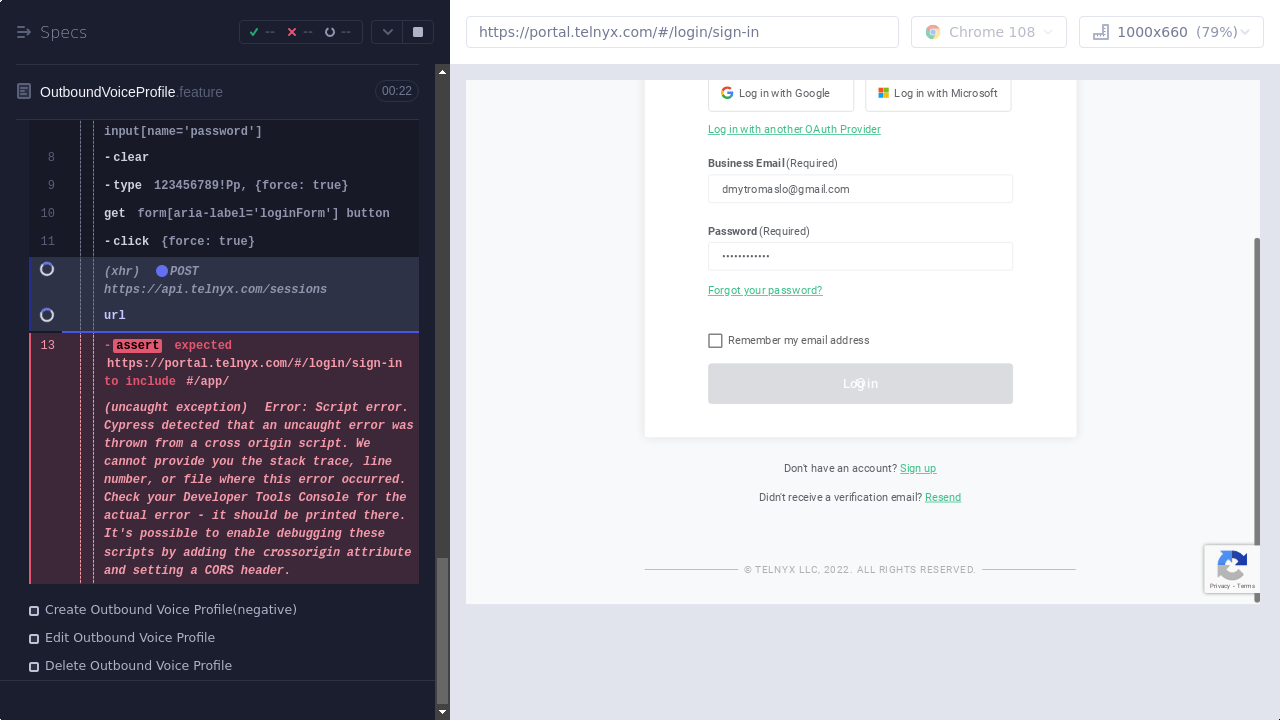 Specs
--
--
--
OutboundVoiceProfile.feature
00:22
input[name='password']
8 -clear
9 -type 123456789!Pp, {force: true}
10 get form[aria-label='loginForm'] button
11 -click {force: true}
(xhr) POST
https://api.telnyx.com/sessions
url
13 -assert expected
https://portal.telnyx.com/#/login/sign-in
to include #/app/
(uncaught exception) Error: Script error.
Cypress detected that an uncaught error was
thrown from a cross origin script. We
cannot provide you the stack trace, line
number, or file where this error occurred.
Check your Developer Tools Console for the
actual error - it should be printed there.
It's possible to enable debugging these
scripts by adding the crossorigin attribute
and setting a CORS header.
Create Outbound Voice Profile(negative)
Edit Outbound Voice Profile
Delete Outbound Voice Profile
https://portal.telnyx.com/#/login/sign-in
Chrome 108
1000x660 (79%)
Log in with Google
Log in with Microsoft
Log in with another OAuth Provider
Business Email (Required)
dmytromaslo@gmail.com
Password (Required)
••••••••••••
Forgot your password?
Remember my email address
Log in
Don't have an account? Sign up
Didn't receive a verification email? Resend
© TELNYX LLC, 2022. ALL RIGHTS RESERVED.
Privacy - Terms